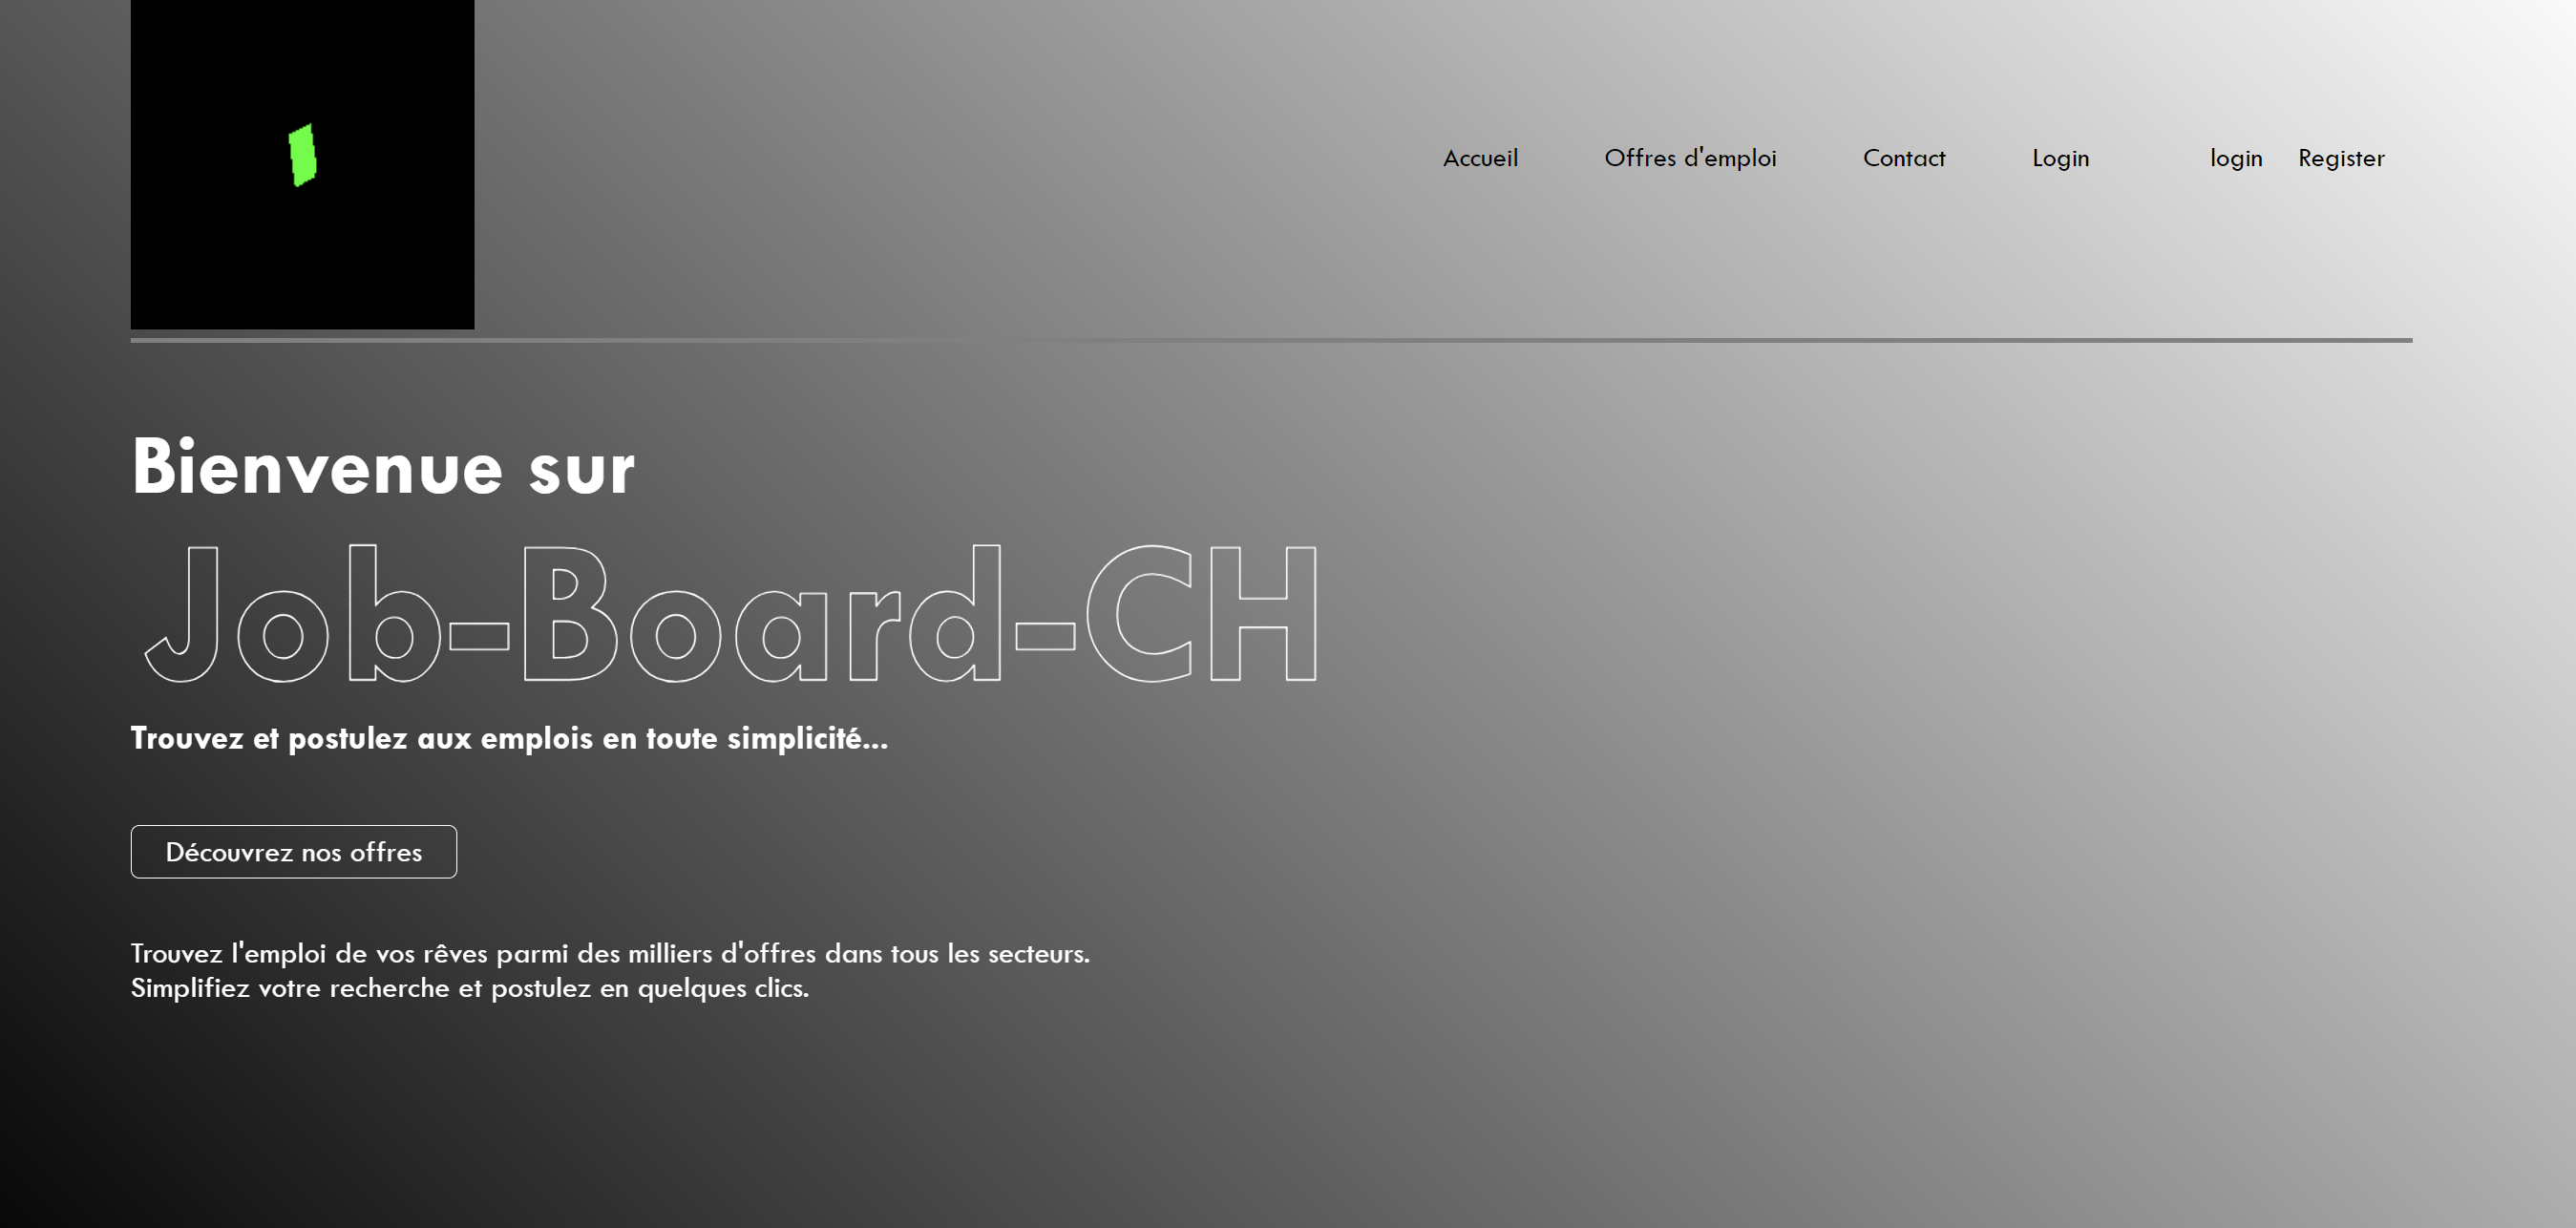 Accueil Offres d'emploi Contact Login login Register
Bienvenue sur
Job-Board-CH
Trouvez et postulez aux emplois en toute simplicité...
Découvrez nos offres
Trouvez l'emploi de vos rêves parmi des milliers d'offres dans tous les secteurs.
Simplifiez votre recherche et postulez en quelques clics.